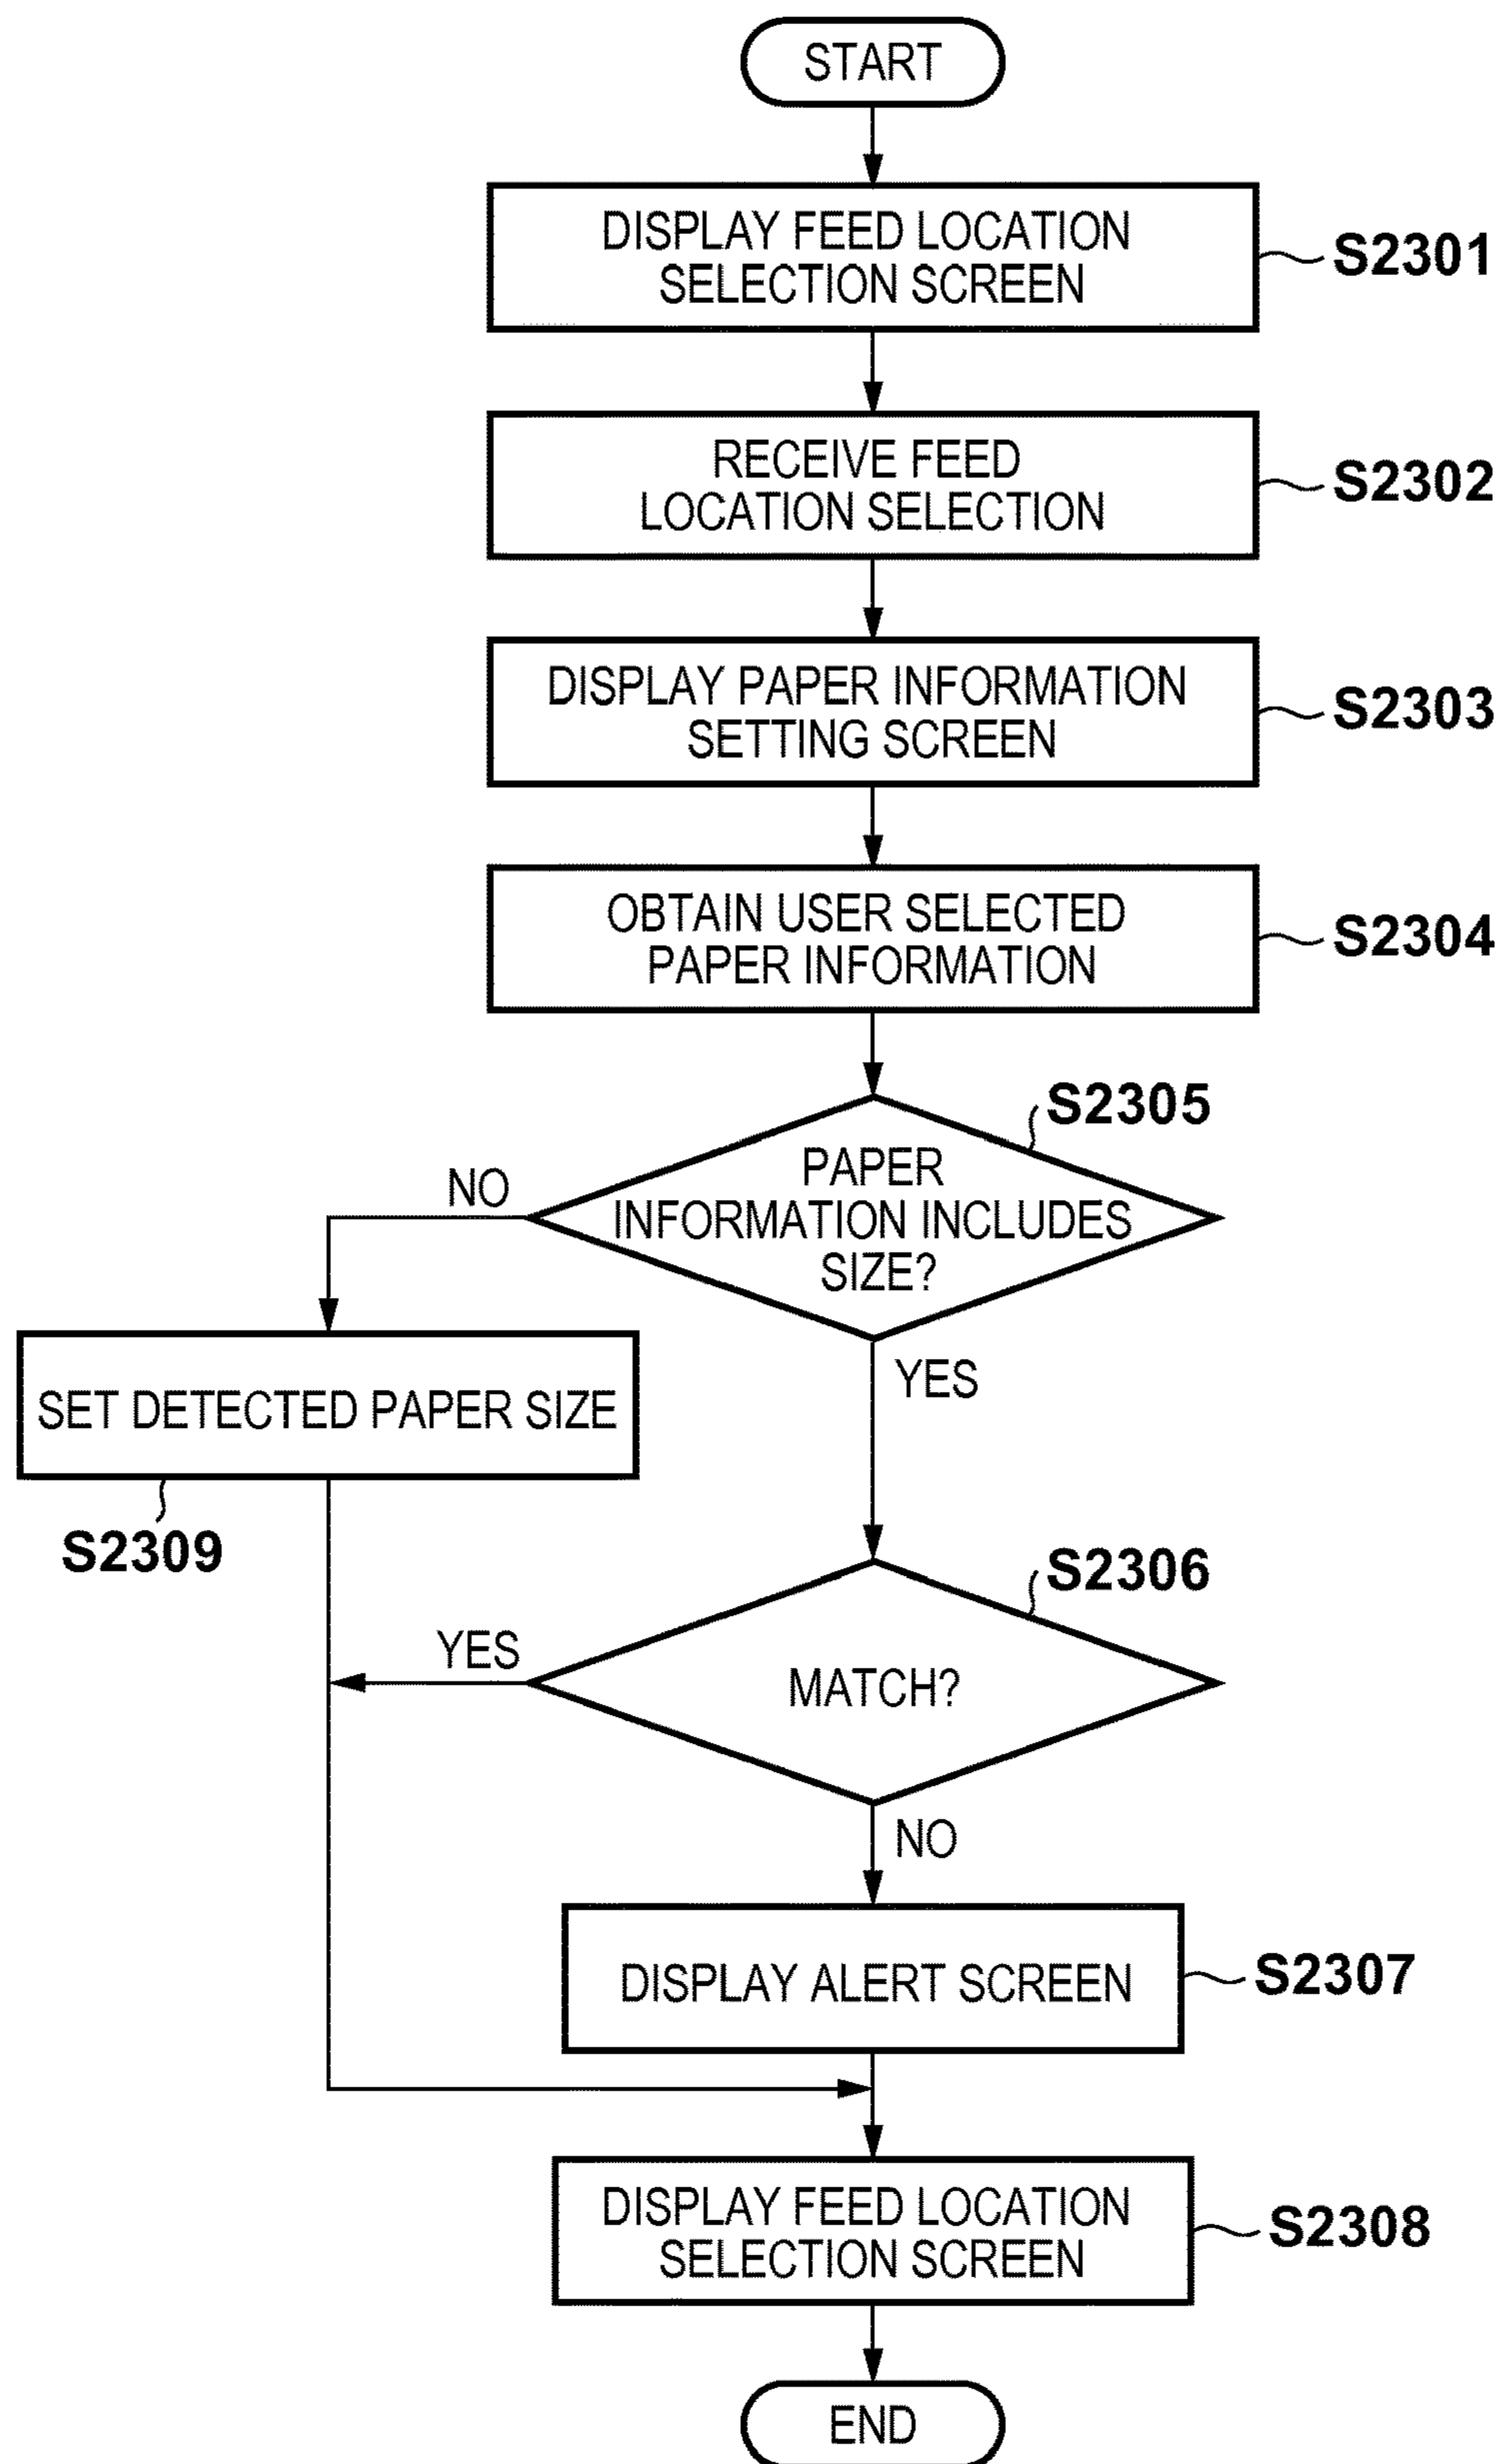 START
DISPLAY FEED LOCATION
SELECTION SCREEN
S2301
RECEIVE FEED
LOCATION SELECTION
S2302
DISPLAY PAPER INFORMATION
SETTING SCREEN
S2303
OBTAIN USER SELECTED
PAPER INFORMATION
S2304
S2305
PAPER
INFORMATION INCLUDES
SIZE?
NO
YES
SET DETECTED PAPER SIZE
S2309
S2306
MATCH?
YES
NO
DISPLAY ALERT SCREEN
S2307
DISPLAY FEED LOCATION
SELECTION SCREEN
S2308
END